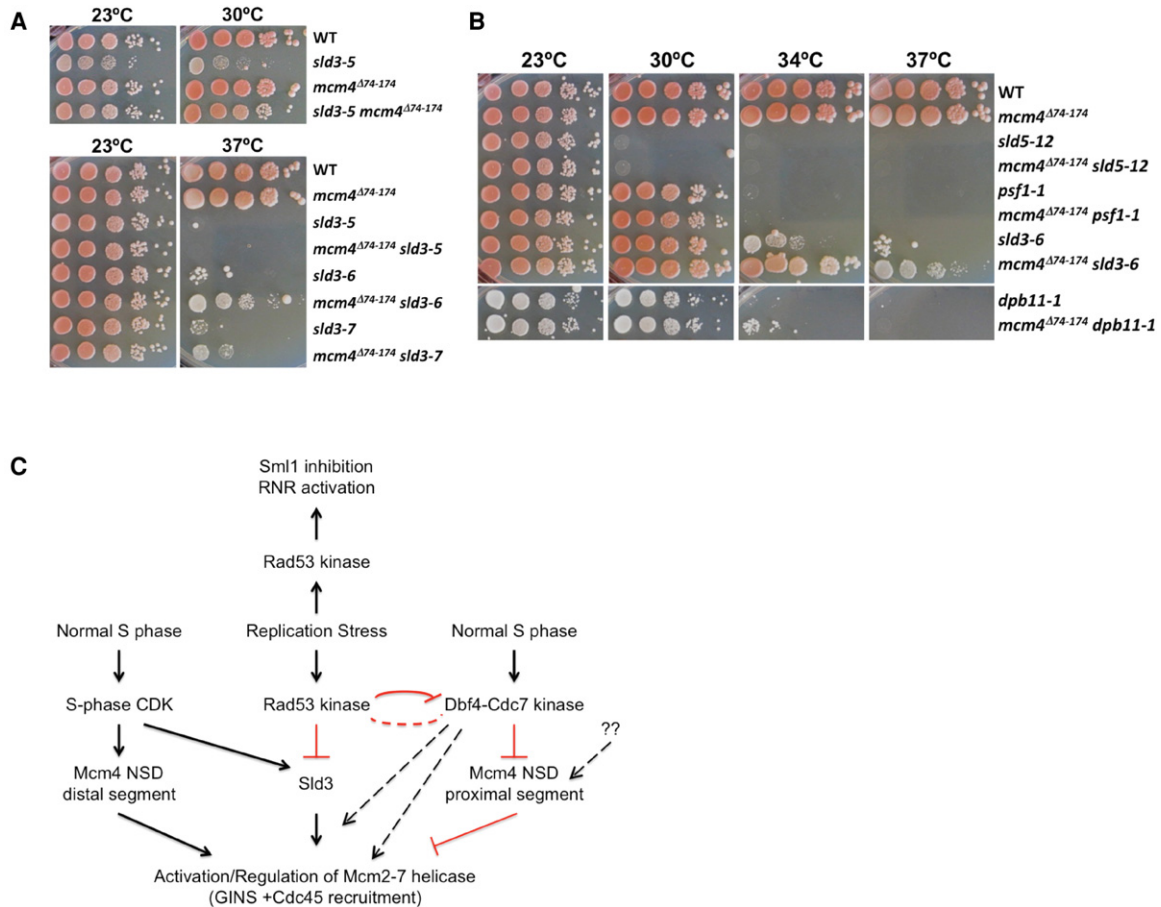 A
23ºC 30ºC
WT
sld3-5
mcm4Δ74-174
sld3-5 mcm4Δ74-174
23ºC 37ºC
WT
mcm4Δ74-174
sld3-5
mcm4Δ74-174 sld3-5
sld3-6
mcm4Δ74-174 sld3-6
sld3-7
mcm4Δ74-174 sld3-7
B
23ºC 30ºC 34ºC 37ºC
WT
mcm4Δ74-174
sld5-12
mcm4Δ74-174 sld5-12
psf1-1
mcm4Δ74-174 psf1-1
sld3-6
mcm4Δ74-174 sld3-6
dpb11-1
mcm4Δ74-174 dpb11-1
C
Sml1 inhibition
RNR activation
Rad53 kinase
Normal S phase Replication Stress Normal S phase
S-phase CDK Rad53 kinase Dbf4-Cdc7 kinase
??
Mcm4 NSD
distal segment
Sld3
Mcm4 NSD
proximal segment
Activation/Regulation of Mcm2-7 helicase
(GINS +Cdc45 recruitment)